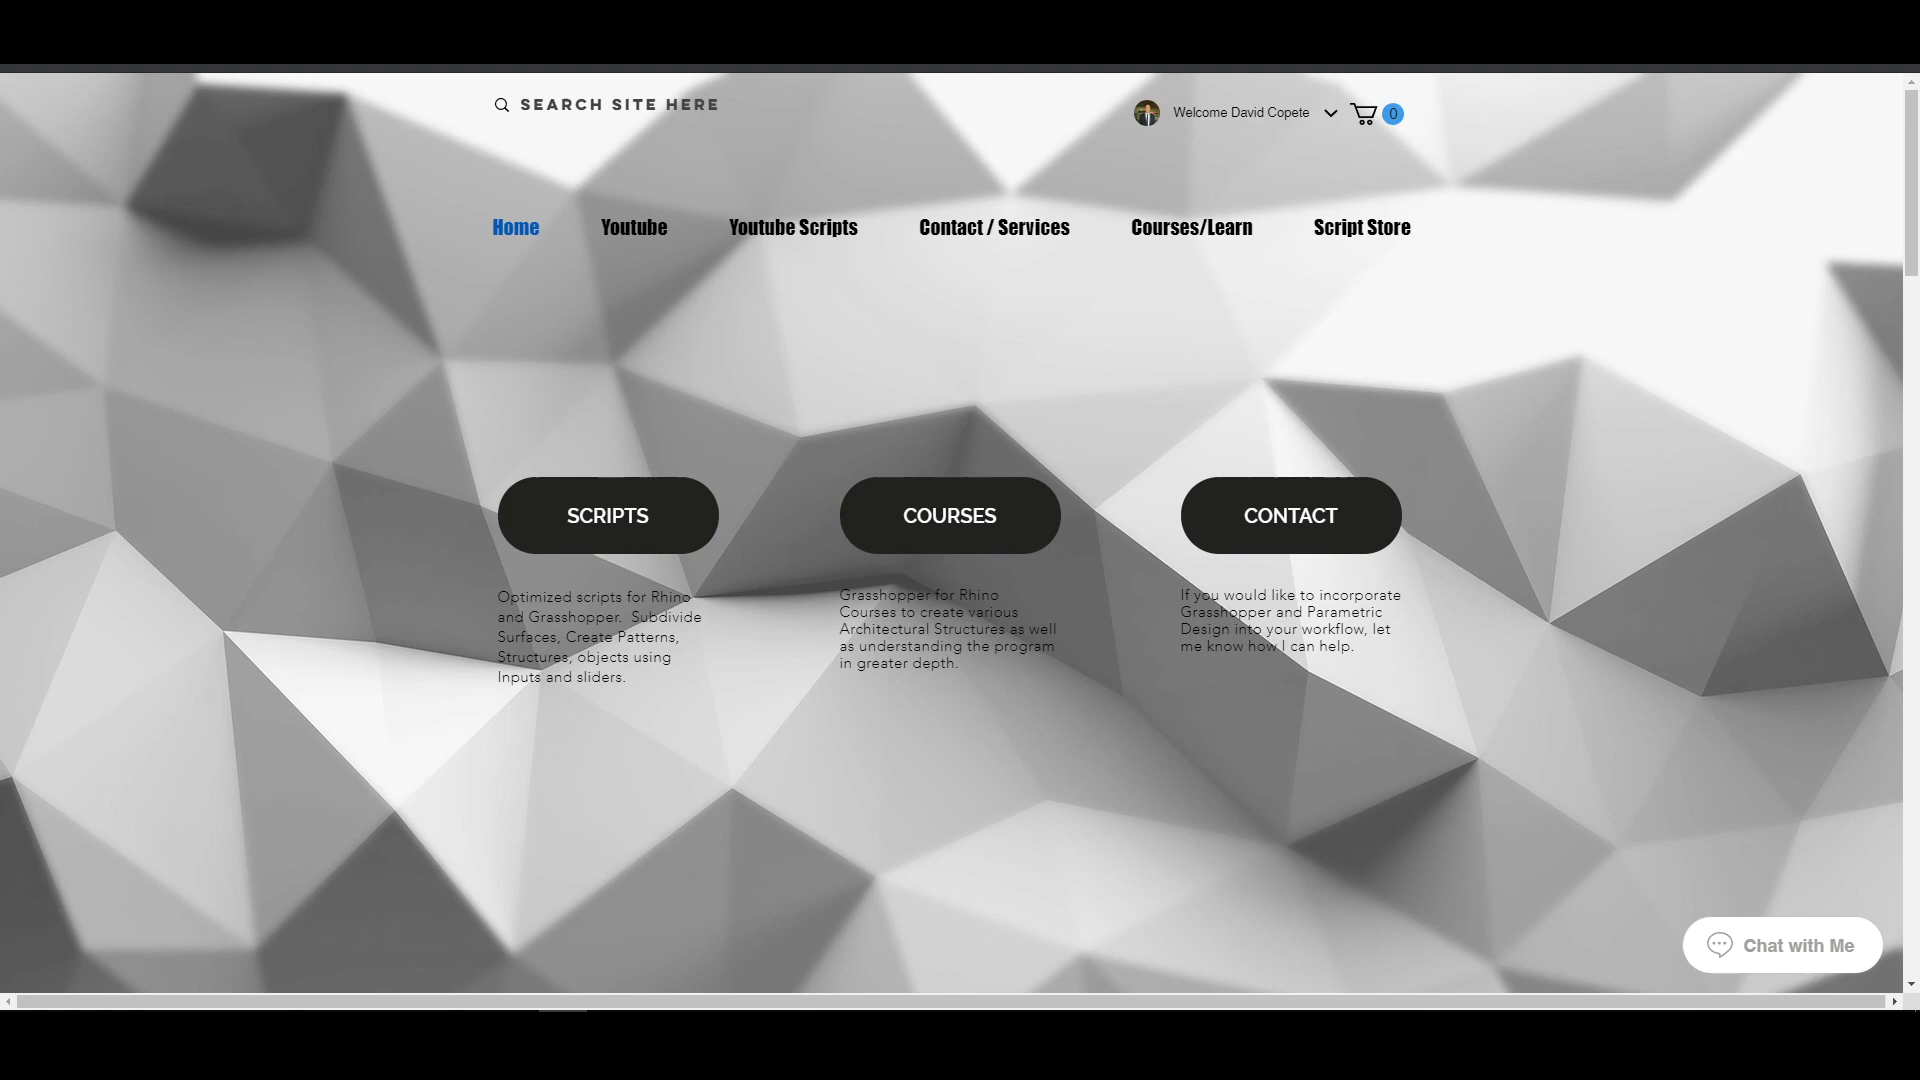 SEARCH SITE HERE
Welcome David Copete
0
Home Youtube Youtube Scripts Contact / Services Courses/Learn Script Store
SCRIPTS
Optimized scripts for Rhino
and Grasshopper. Subdivide
Surfaces, Create Patterns,
Structures, objects using
Inputs and sliders.
COURSES
Grasshopper for Rhino
Courses to create various
Architectural Structures as well
as understanding the program
in greater depth.
CONTACT
If you would like to incorporate
Grasshopper and Parametric
Design into your workflow, let
me know how I can help.
Chat with Me